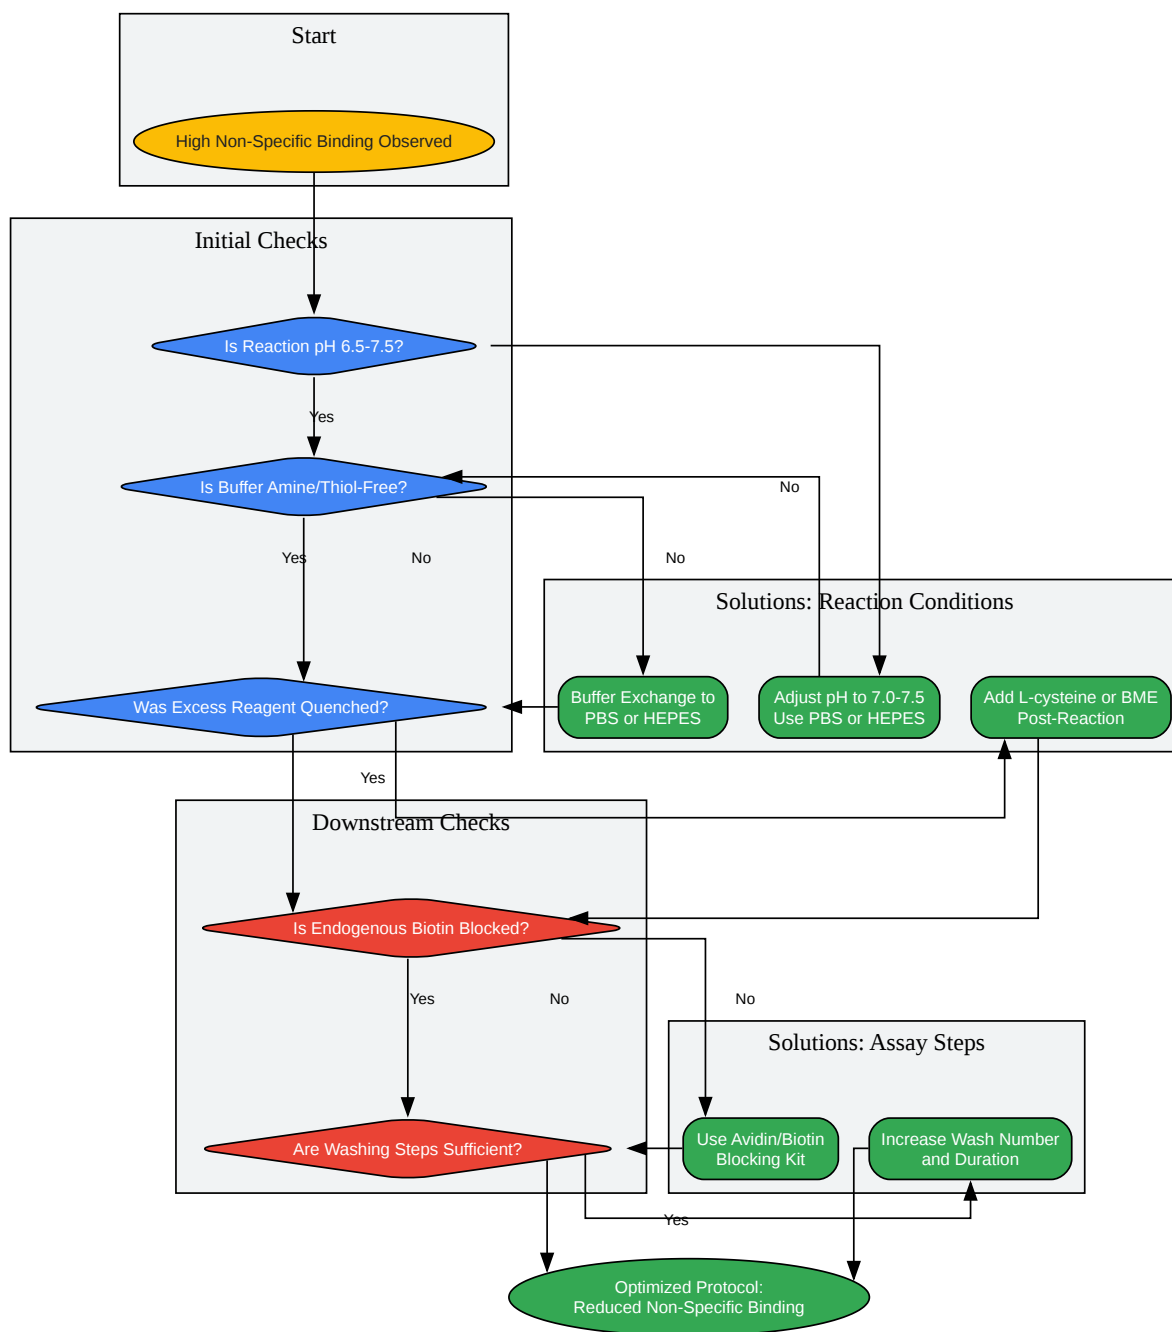 Start
High Non-Specific Binding Observed
Initial Checks
Is Reaction pH 6.5-7.5?
Yes
Is Buffer Amine/Thiol-Free?
No
Yes
No
No
Solutions: Reaction Conditions
Was Excess Reagent Quenched?
Buffer Exchange to
PBS or HEPES
Adjust pH to 7.0-7.5
Use PBS or HEPES
Add L-cysteine or BME
Post-Reaction
Yes
Downstream Checks
Is Endogenous Biotin Blocked?
Yes
No
No
Solutions: Assay Steps
Are Washing Steps Sufficient?
Use Avidin/Biotin
Blocking Kit
Increase Wash Number
and Duration
Yes
Optimized Protocol:
Reduced Non-Specific Binding